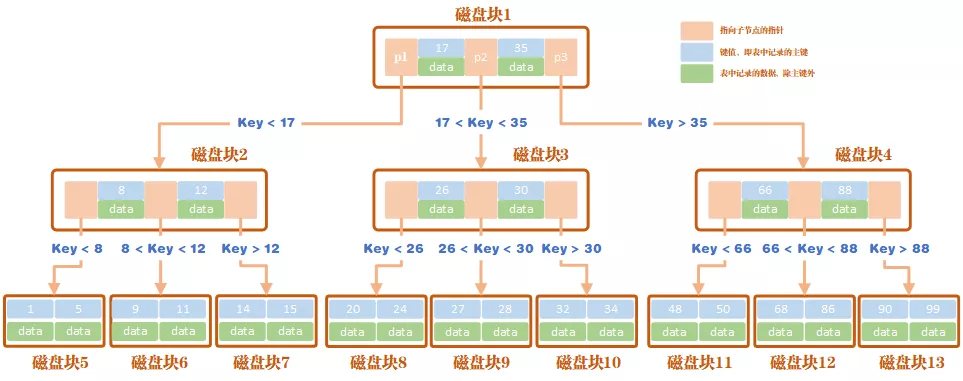 磁盘块1
p1 17 p2 35 p3
data data
指向子节点的指针
键值，即表中记录的主键
表中记录的数据，除主键外
Key < 17 17 < Key < 35 Key > 35
磁盘块2 磁盘块3 磁盘块4
8 12 26 30 66 88
data data data data data data
Key < 8 8 < Key < 12 Key > 12 Key < 26 26 < Key < 30 Key > 30 Key < 66 66 < Key < 88 Key > 88
1 5 9 11 14 15 20 24 27 28 32 34 48 50 68 86 90 99
data data data data data data data data data data data data data data data data data data
磁盘块5 磁盘块6 磁盘块7 磁盘块8 磁盘块9 磁盘块10 磁盘块11 磁盘块12 磁盘块13